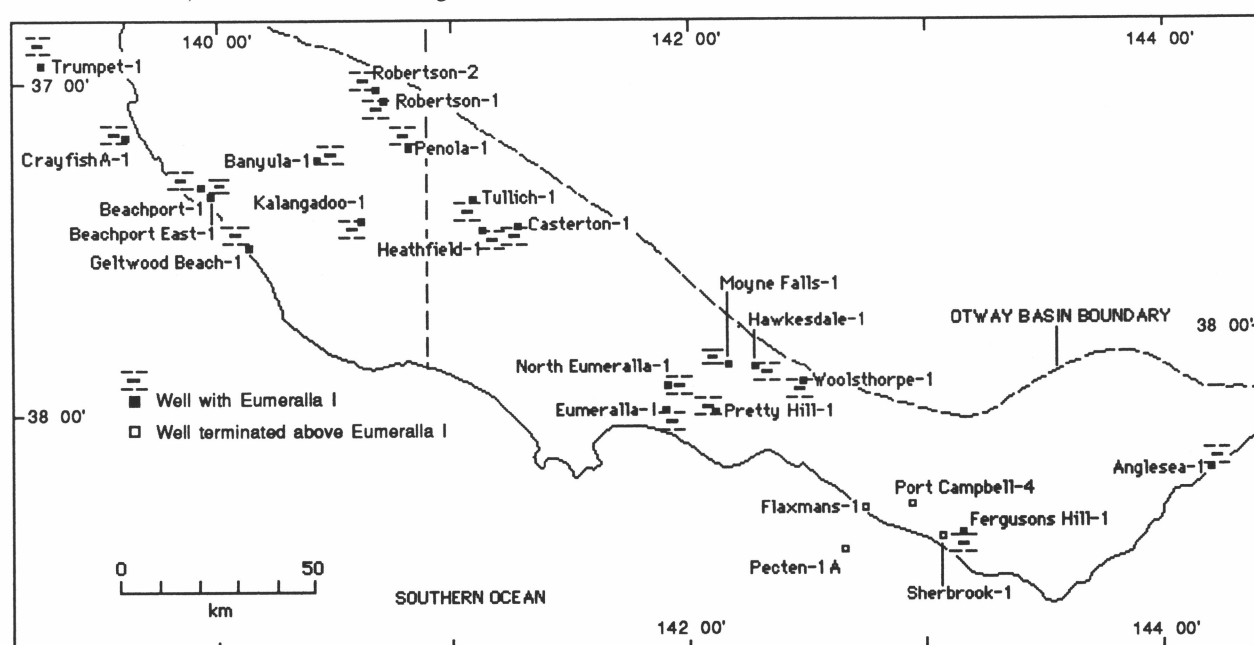 140 00'
142 00'
144 00'
Trumpet-1
37 00'
Robertson-2
Robertson-1
Crayfish A-1
Banyula-1
Penola-1
Beachport-1
Kalangadoo-1
Tullich-1
Beachport East-1
Heathfield-1
Casterton-1
Geltwood Beach-1
Moyne Falls-1
Hawkesdale-1
OTWAY BASIN BOUNDARY
38 00'
North Eumeralla-1
Woolsthorpe-1
Well with Eumeralla I
Eumeralla-1
Pretty Hill-1
38 00'
Well terminated above Eumeralla I
Anglesea-1
Port Campbell-4
Flaxmans-1
Fergusons Hill-1
Pecten-1A
0 50
km
SOUTHERN OCEAN
Sherbrook-1
142 00'
144 00'